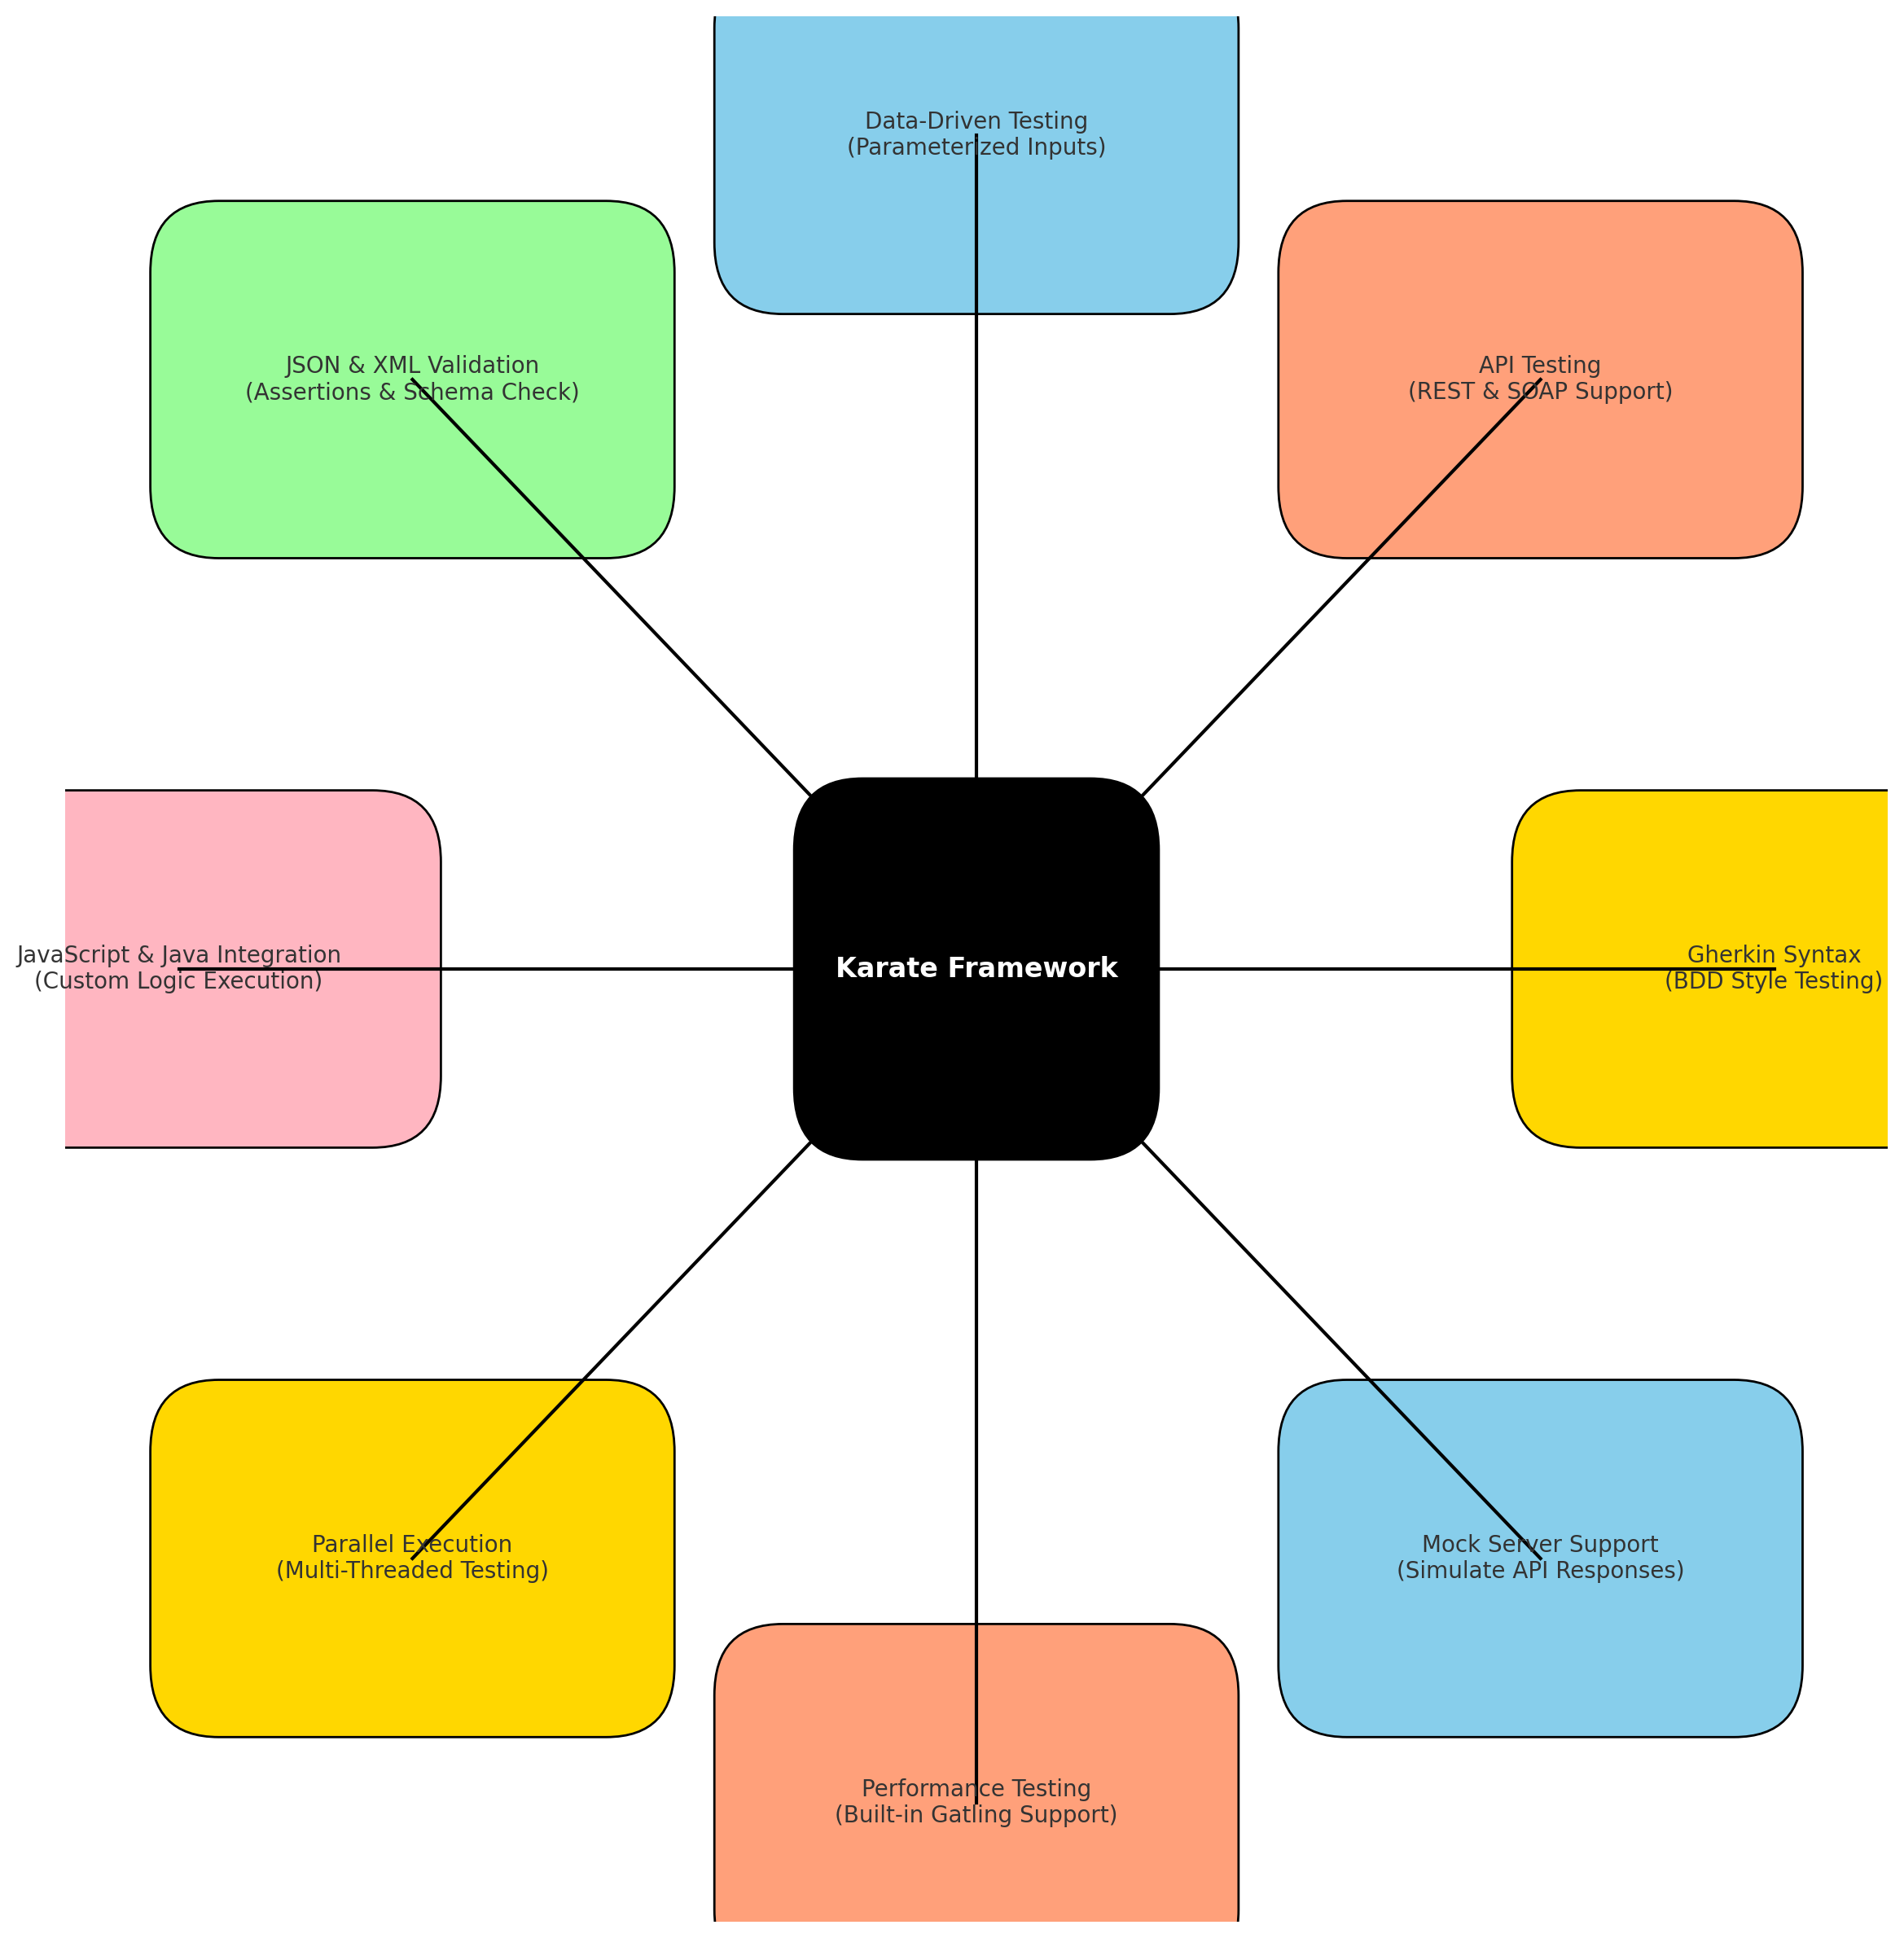 Data-Driven Testing
(Parameterized Inputs)
JSON & XML Validation
(Assertions & Schema Check)
API Testing
(REST & SOAP Support)
JavaScript & Java Integration
(Custom Logic Execution)
Karate Framework
Gherkin Syntax
(BDD Style Testing)
Parallel Execution
(Multi-Threaded Testing)
Mock Server Support
(Simulate API Responses)
Performance Testing
(Built-in Gatling Support)